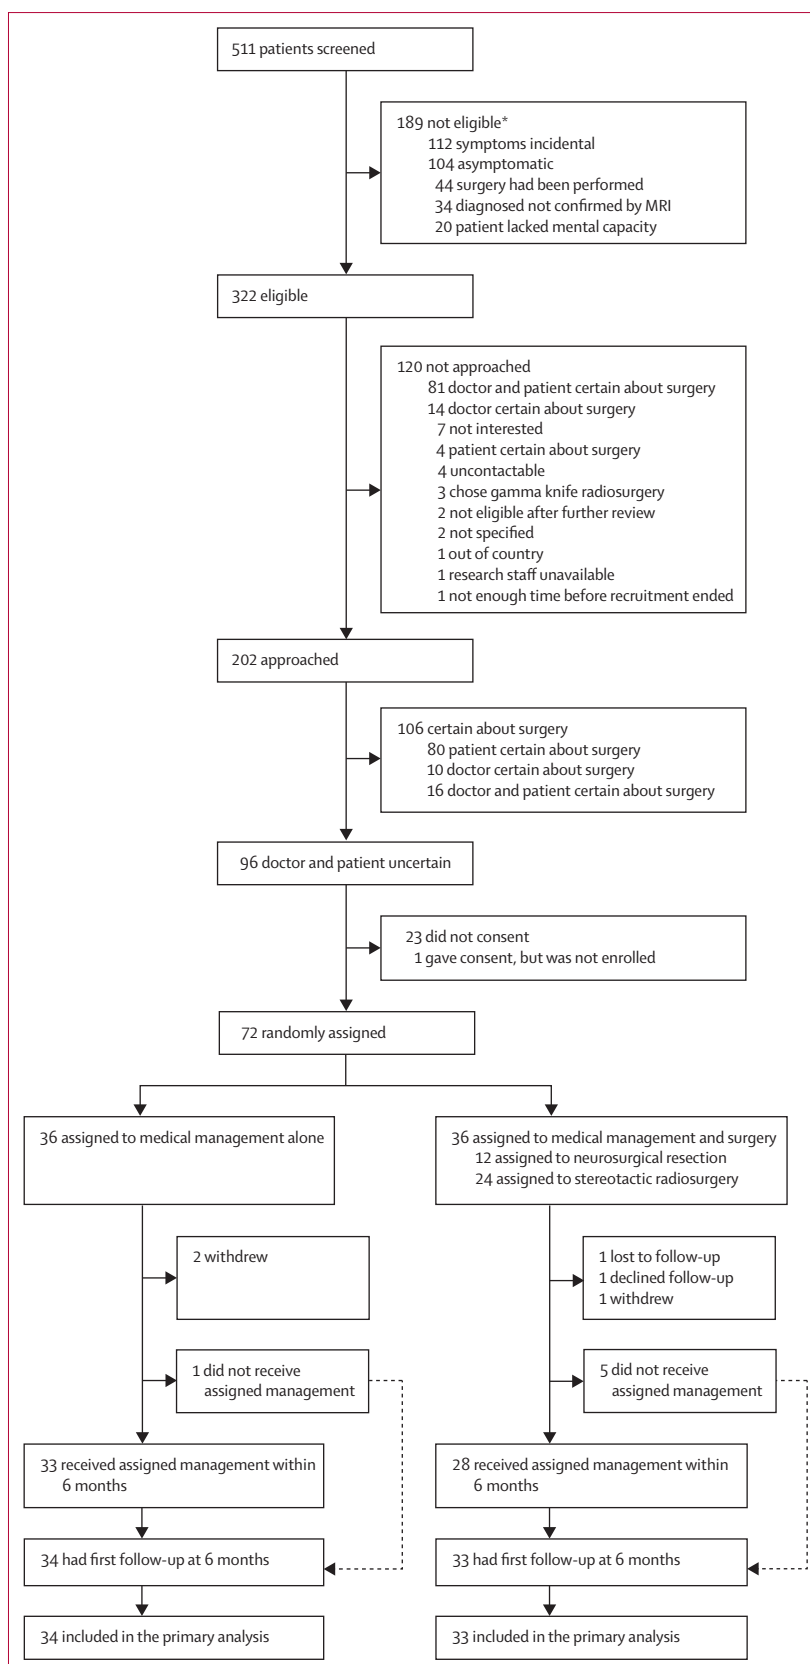 511 patients screened
189 not eligible*
112 symptoms incidental
104 asymptomatic
44 surgery had been performed
34 diagnosed not confirmed by MRI
20 patient lacked mental capacity
322 eligible
120 not approached
81 doctor and patient certain about surgery
14 doctor certain about surgery
7 not interested
4 patient certain about surgery
4 uncontactable
3 chose gamma knife radiosurgery
2 not eligible after further review
2 not specified
1 out of country
1 research staff unavailable
1 not enough time before recruitment ended
202 approached
106 certain about surgery
80 patient certain about surgery
10 doctor certain about surgery
16 doctor and patient certain about surgery
96 doctor and patient uncertain
23 did not consent
1 gave consent, but was not enrolled
72 randomly assigned
36 assigned to medical management alone
36 assigned to medical management and surgery
12 assigned to neurosurgical resection
24 assigned to stereotactic radiosurgery
2 withdrew
1 lost to follow-up
1 declined follow-up
1 withdrew
1 did not receive
assigned management
5 did not receive
assigned management
33 received assigned management within
6 months
28 received assigned management within
6 months
34 had first follow-up at 6 months
33 had first follow-up at 6 months
34 included in the primary analysis
33 included in the primary analysis